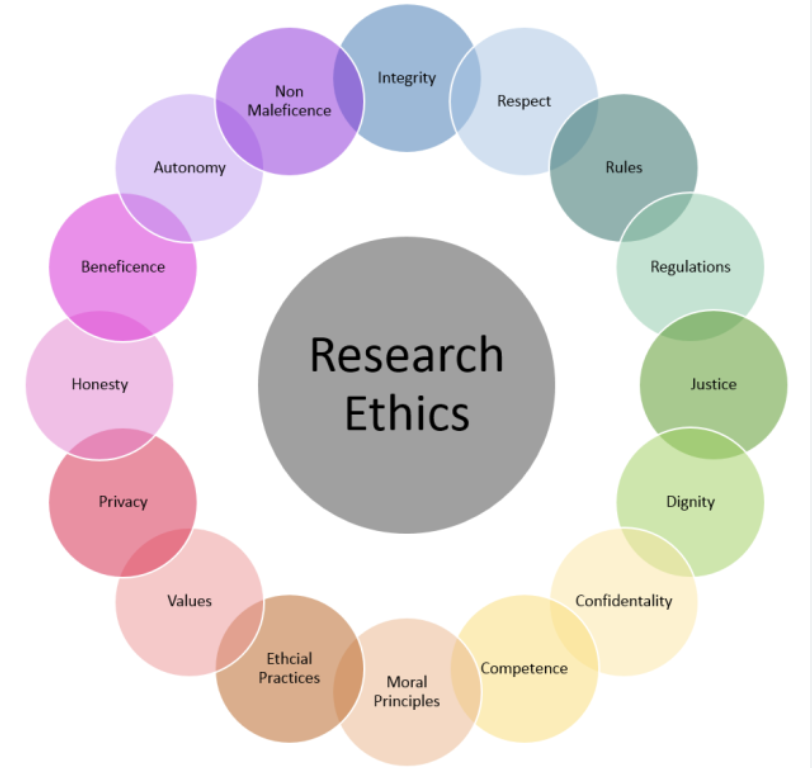 Integrity
Respect
Rules
Regulations
Justice
Dignity
Confidentality
Competence
Moral
Principles
Ethcial
Practices
Values
Privacy
Honesty
Beneficence
Autonomy
Non
Maleficence
Research
Ethics